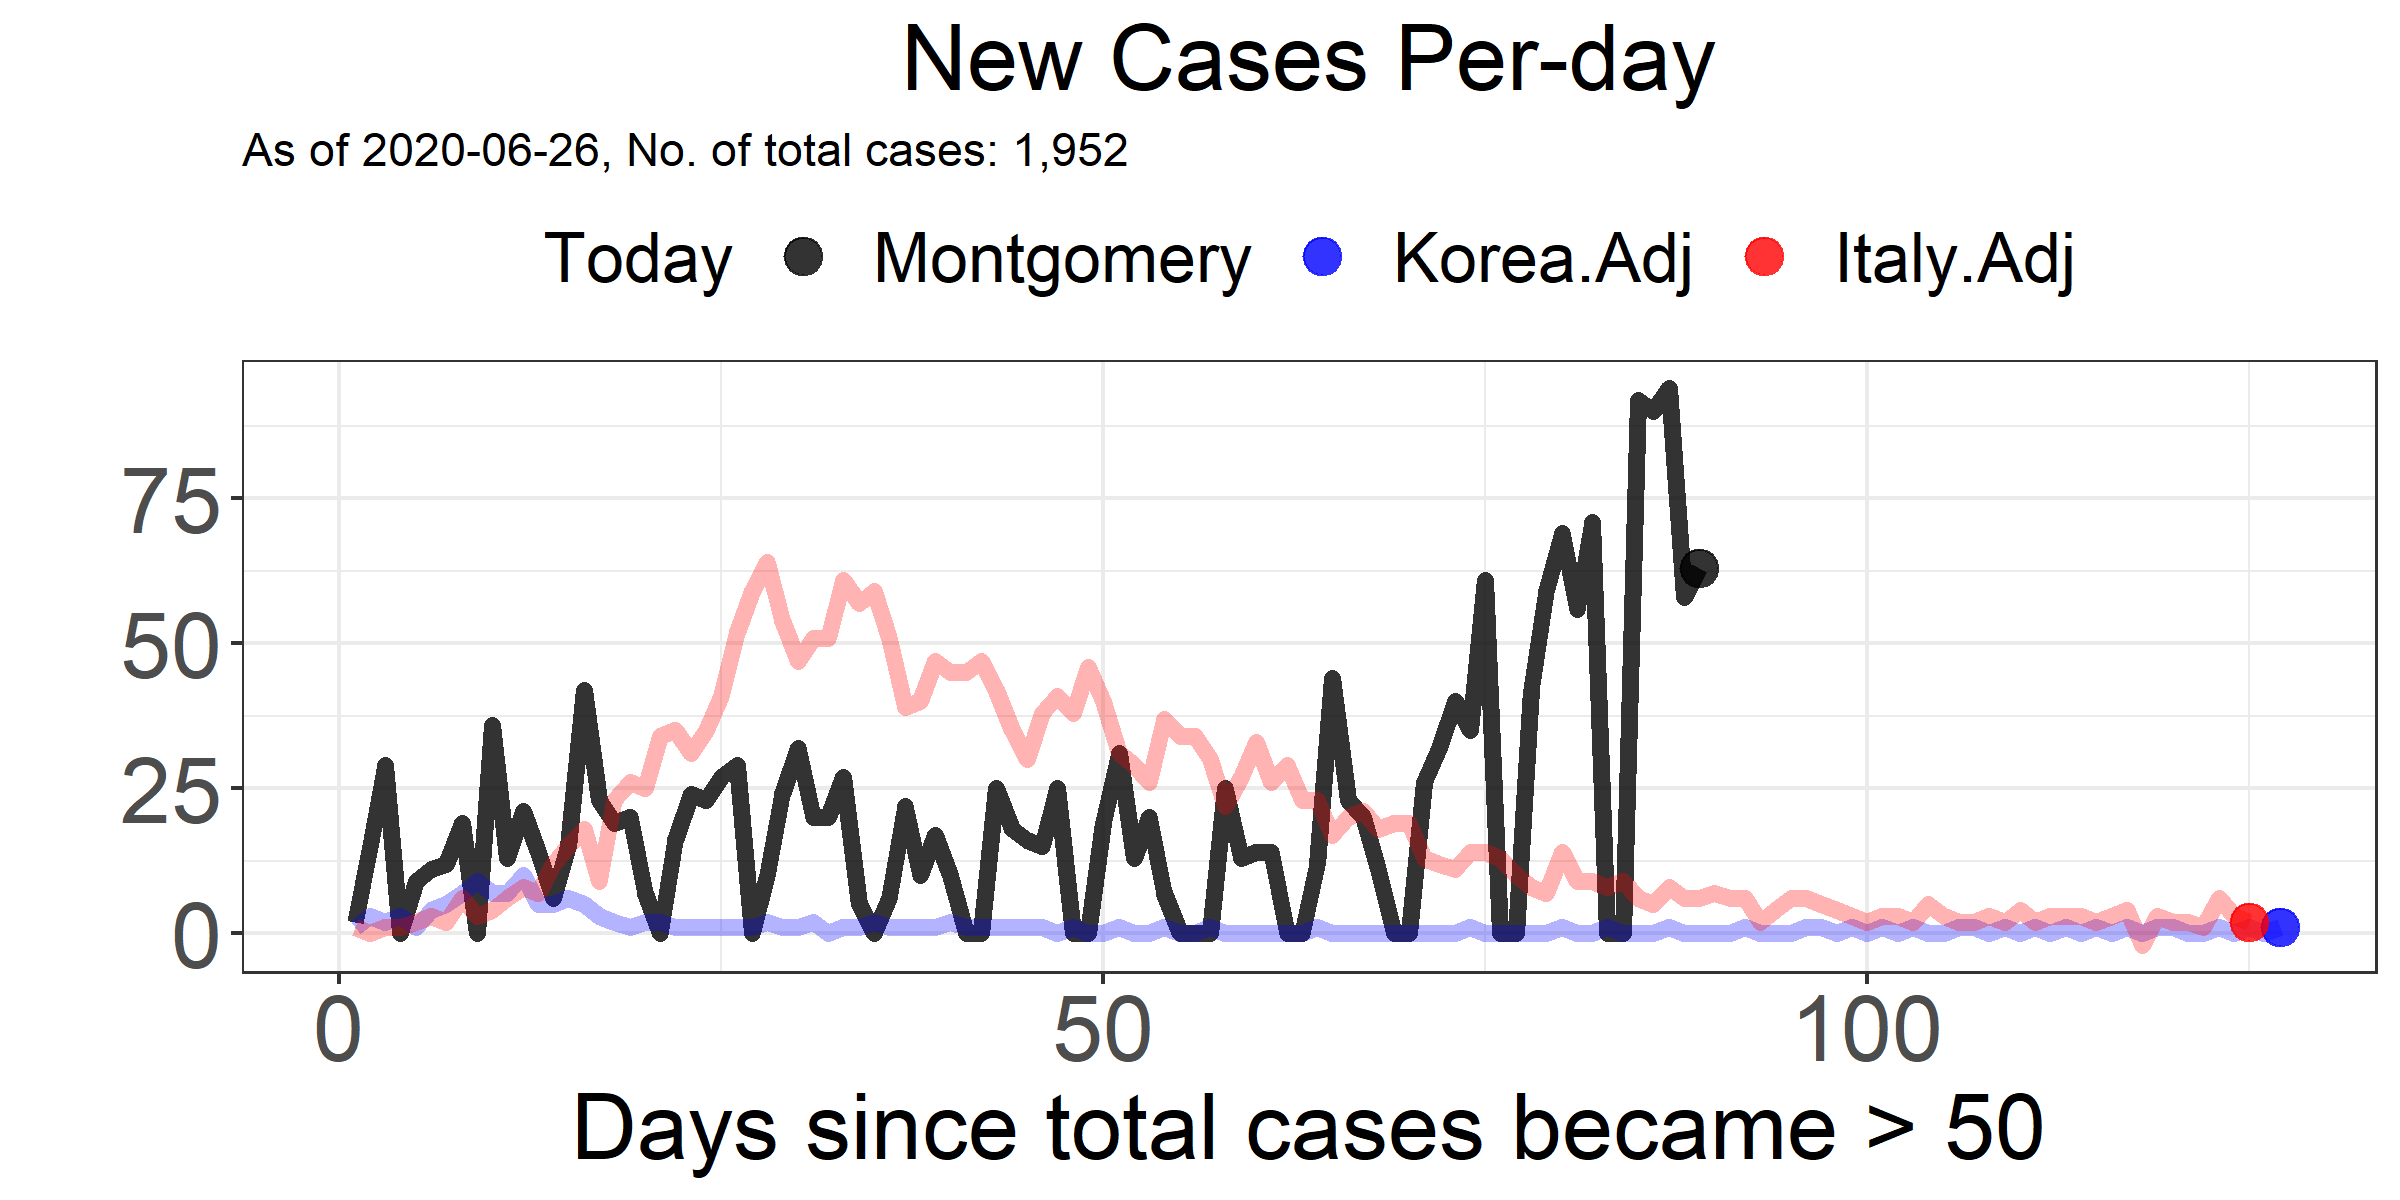 New Cases Per-day
As of 2020-06-26, No. of total cases: 1,952
Today Montgomery Korea.Adj Italy.Adj
75
50
25
0
0 50 100
Days since total cases became > 50